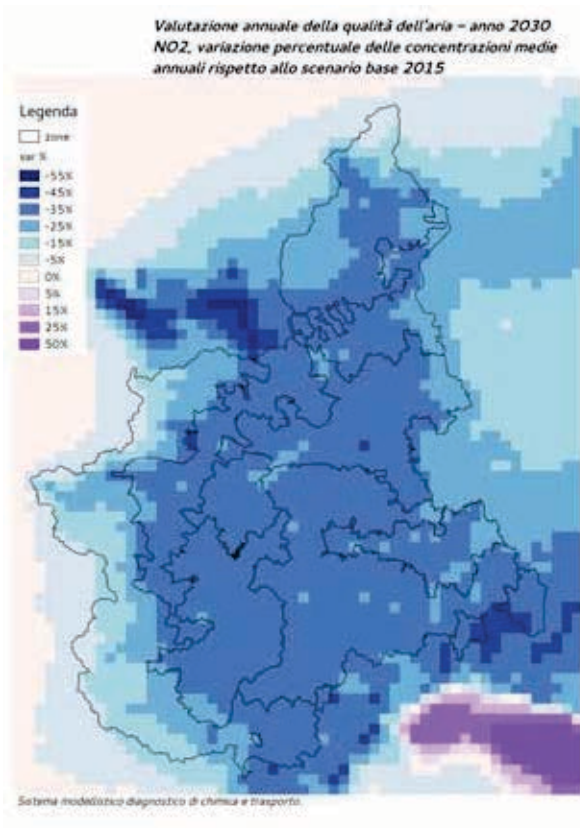 Valutazione annuale della qualità dell'aria – anno 2030
NO2, variazione percentuale delle concentrazioni medie
annuali rispetto allo scenario base 2015
Legenda
zone
var %
-55%
-45%
-35%
-25%
-15%
-5%
0%
5%
15%
25%
50%
Sistema modellistico diagnostico di chimica e trasporto.